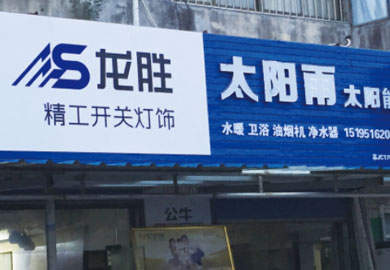 S 龙胜
精工开关灯饰
太阳雨 太阳能
水暖 卫浴 油烟机 净水器 151951620
公牛